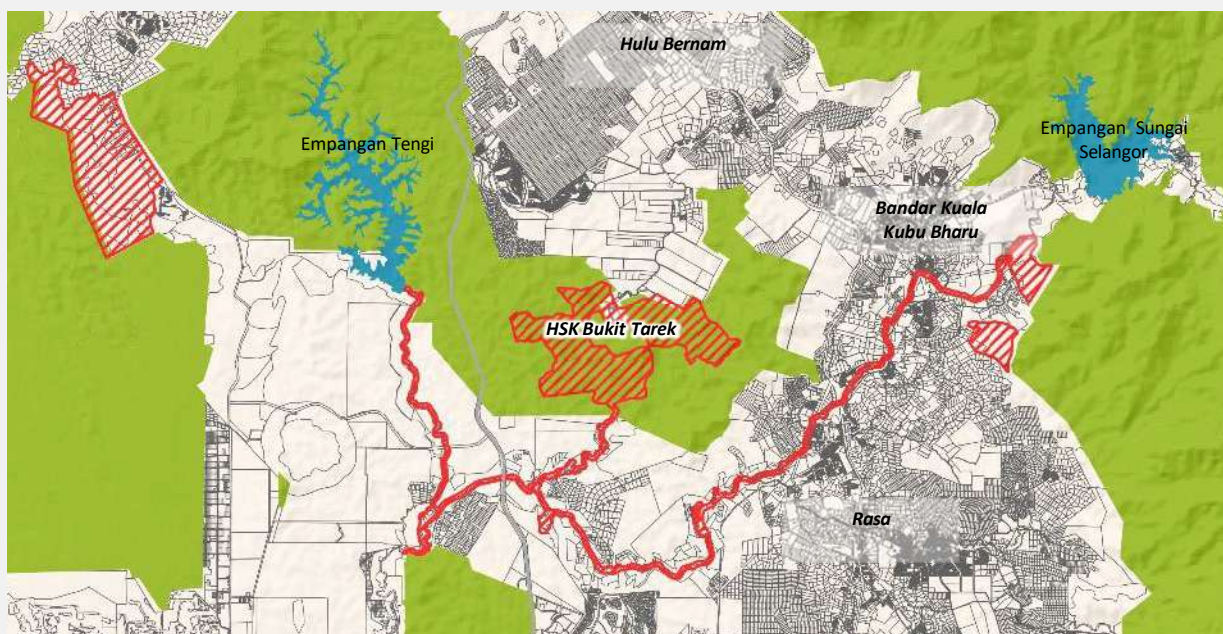 Hulu Bernam
Empangan Tengi
Empangan Sungai
Selangor
Bandar Kuala
Kubu Bharu
HSK Bukit Tarek
Rasa